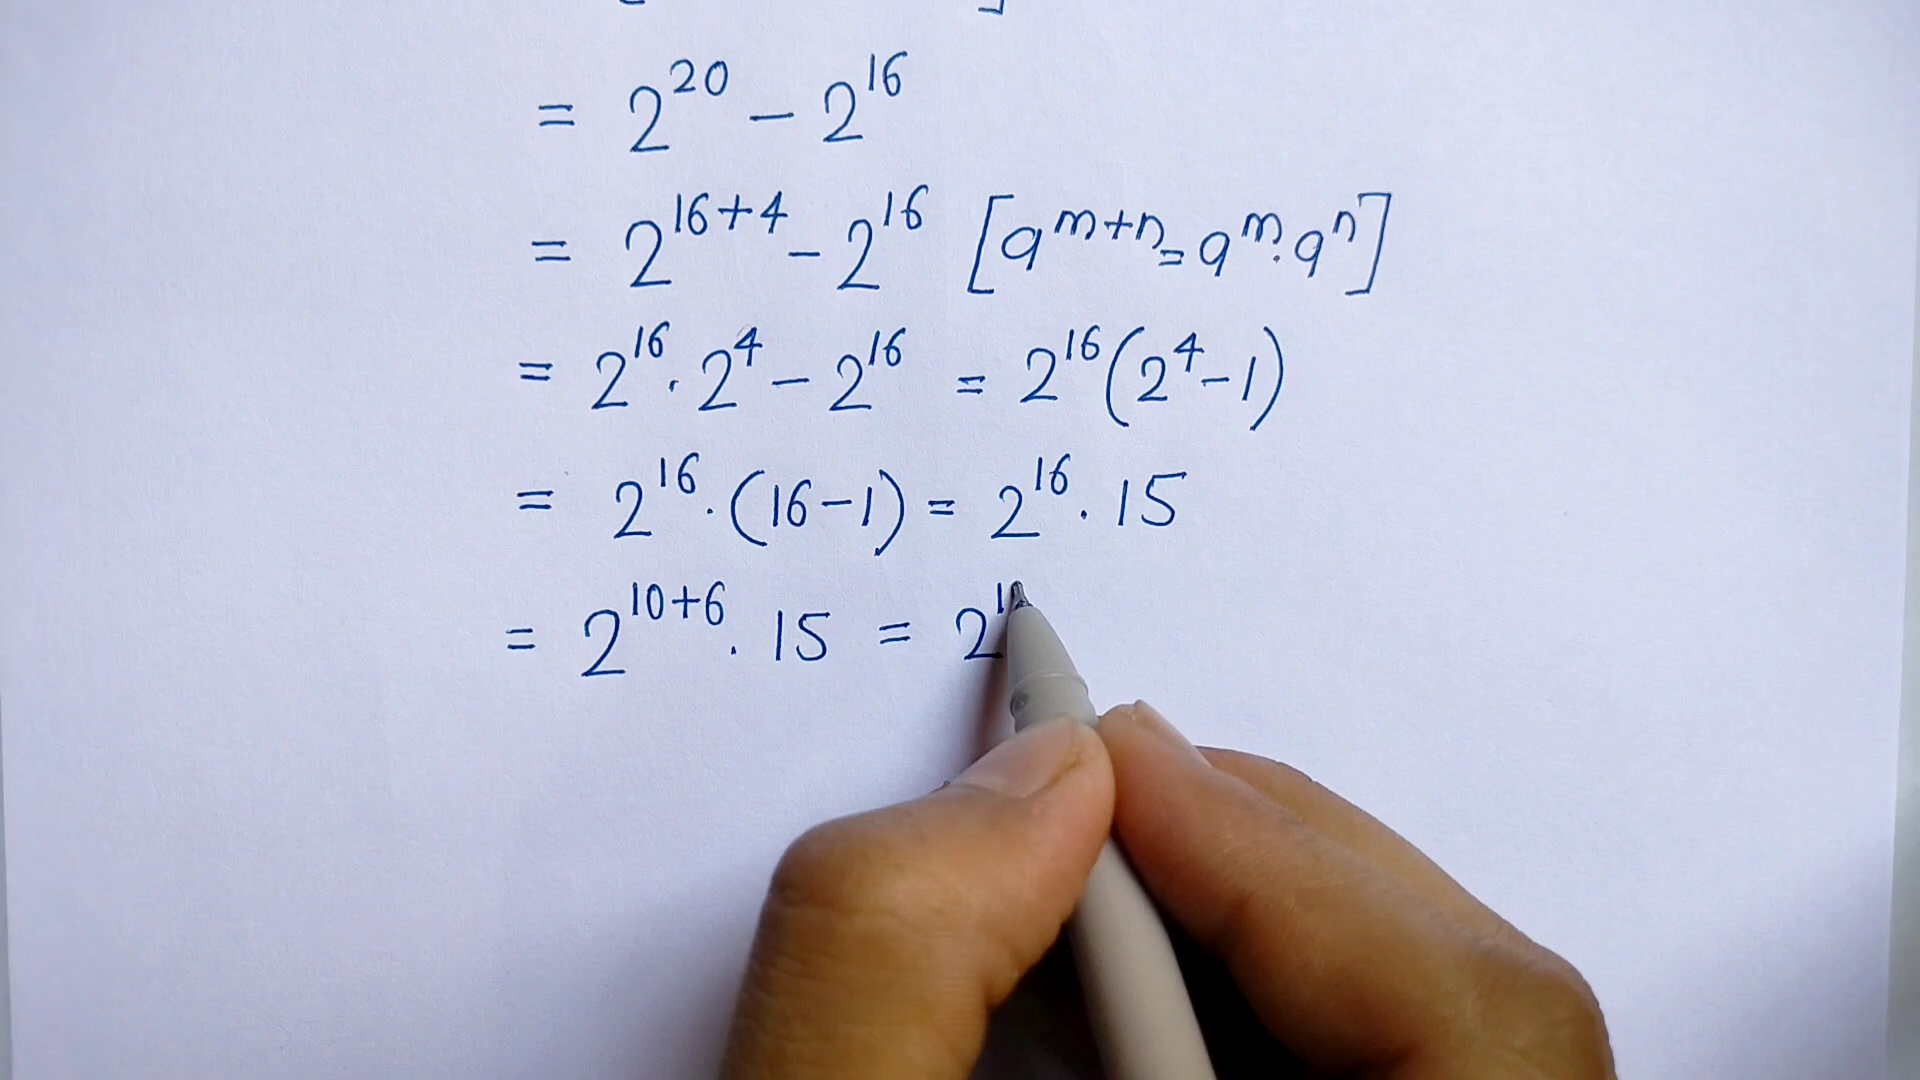 = 2^20 - 2^16
= 2^16+4 - 2^16 [a^m+n = a^m . a^n]
= 2^16 . 2^4 - 2^16 = 2^16 (2^4 - 1)
= 2^16 . (16 - 1) = 2^16 . 15
= 2^10+6 . 15 = 2^1